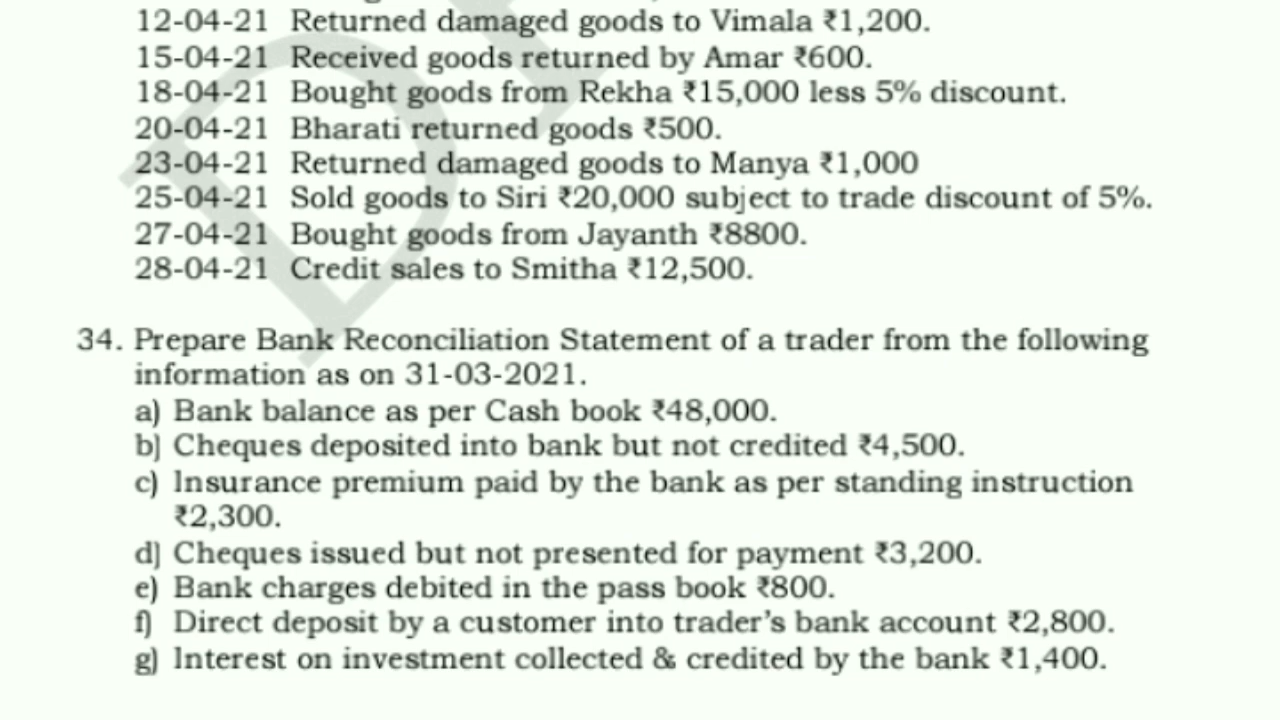 12-04-21 Returned damaged goods to Vimala ₹1,200.
15-04-21 Received goods returned by Amar ₹600.
18-04-21 Bought goods from Rekha ₹15,000 less 5% discount.
20-04-21 Bharati returned goods ₹500.
23-04-21 Returned damaged goods to Manya ₹1,000
25-04-21 Sold goods to Siri ₹20,000 subject to trade discount of 5%.
27-04-21 Bought goods from Jayanth ₹8800.
28-04-21 Credit sales to Smitha ₹12,500.
34. Prepare Bank Reconciliation Statement of a trader from the following
information as on 31-03-2021.
a) Bank balance as per Cash book ₹48,000.
b) Cheques deposited into bank but not credited ₹4,500.
c) Insurance premium paid by the bank as per standing instruction
₹2,300.
d) Cheques issued but not presented for payment ₹3,200.
e) Bank charges debited in the pass book ₹800.
f) Direct deposit by a customer into trader's bank account ₹2,800.
g) Interest on investment collected & credited by the bank ₹1,400.